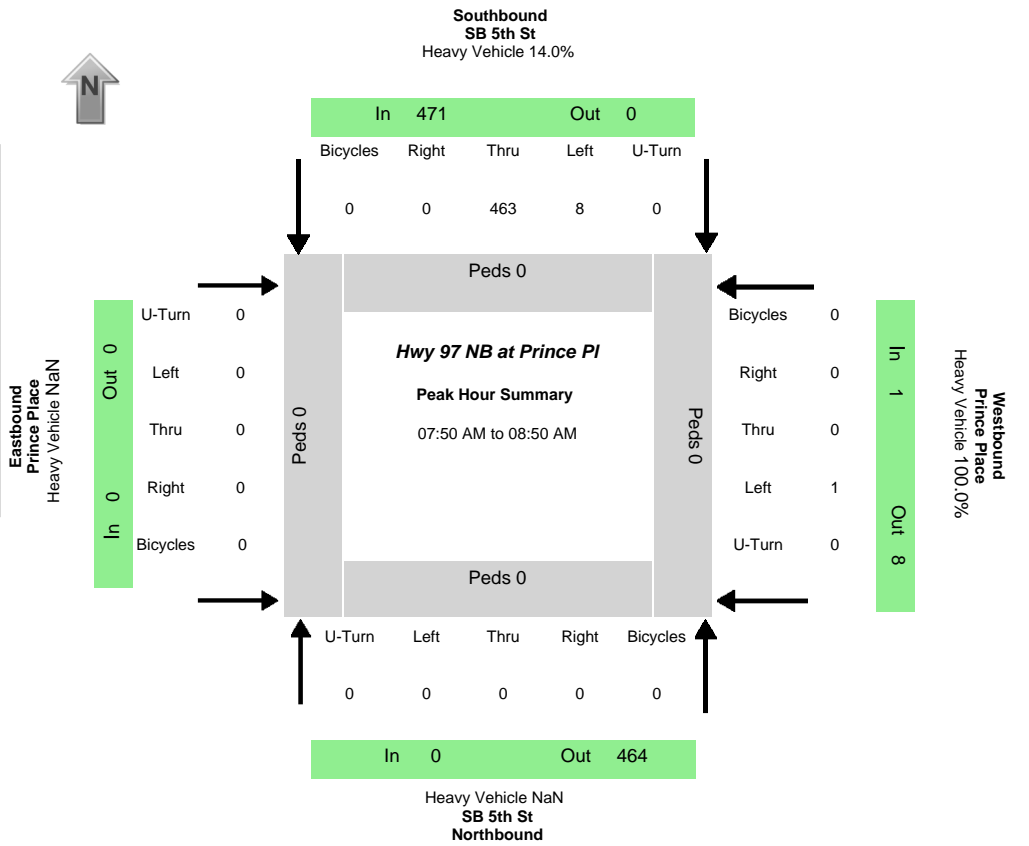 Southbound
SB 5th St
Heavy Vehicle 14.0%
N
In 471 Out 0
Bicycles Right Thru Left U-Turn
0 0 463 8 0
Peds 0
Eastbound
Prince Place
Heavy Vehicle NaN
In 0 Out 0
U-Turn 0
Left 0
Thru 0
Right 0
Bicycles 0
Peds 0
Hwy 97 NB at Prince Pl
Peak Hour Summary
07:50 AM to 08:50 AM
Peds 0
Bicycles 0
Right 0
Thru 0
Left 1
U-Turn 0
In 1 Out 8
Westbound
Prince Place
Heavy Vehicle 100.0%
Peds 0
U-Turn Left Thru Right Bicycles
0 0 0 0 0
In 0 Out 464
Heavy Vehicle NaN
SB 5th St
Northbound